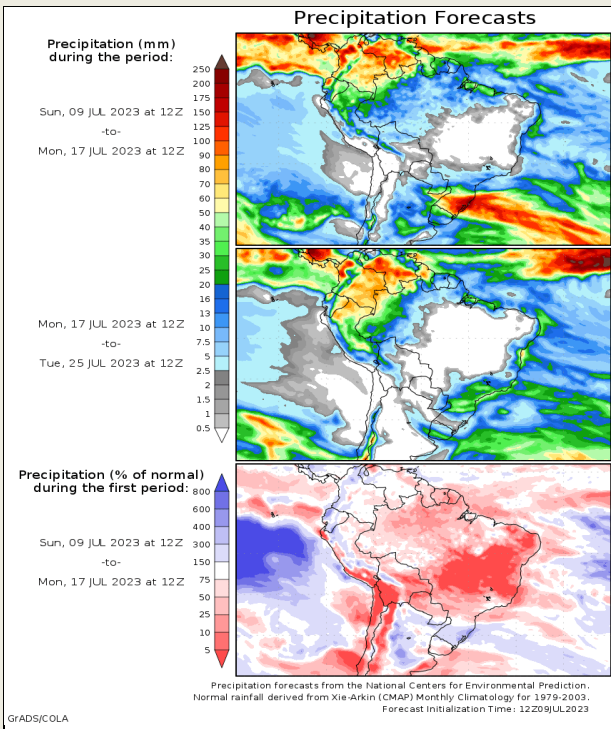 Precipitation Forecasts
Precipitation (mm)
during the period:
Sun, 09 JUL 2023 at 12Z
-to-
Mon, 17 JUL 2023 at 12Z
250
200
175
150
125
100
90
80
70
60
50
40
35
30
25
20
16
13
10
7.5
5
2.5
2
1.5
1
0.5
Mon, 17 JUL 2023 at 12Z
-to-
Tue, 25 JUL 2023 at 12Z
Precipitation (% of normal)
during the first period:
Sun, 09 JUL 2023 at 12Z
-to-
Mon, 17 JUL 2023 at 12Z
800
600
400
300
150
75
50
25
10
5
Precipitation forecasts from the National Centers for Environmental Prediction.
Normal rainfall derived from Xie-Arkin (CMAP) Monthly Climatology for 1979-2003.
Forecast Initialization Time: 12Z09JUL2023
GrADS/COLA